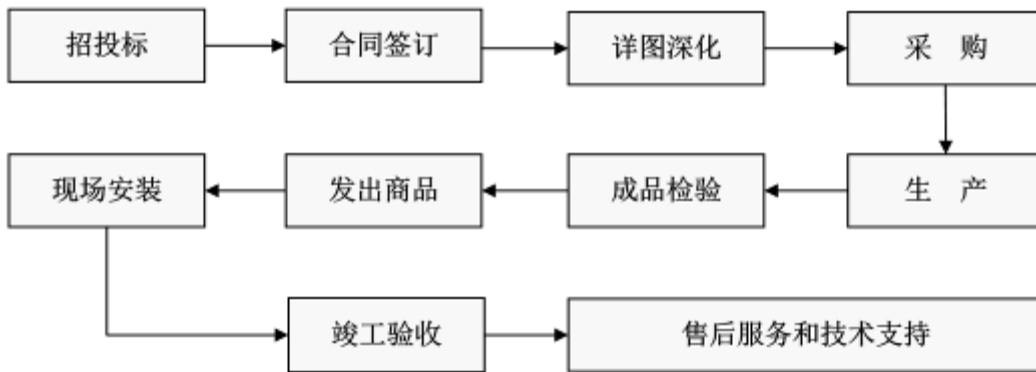 招投标
合同签订
详图深化
采 购
生 产
成品检验
发出商品
现场安装
竣工验收
售后服务和技术支持